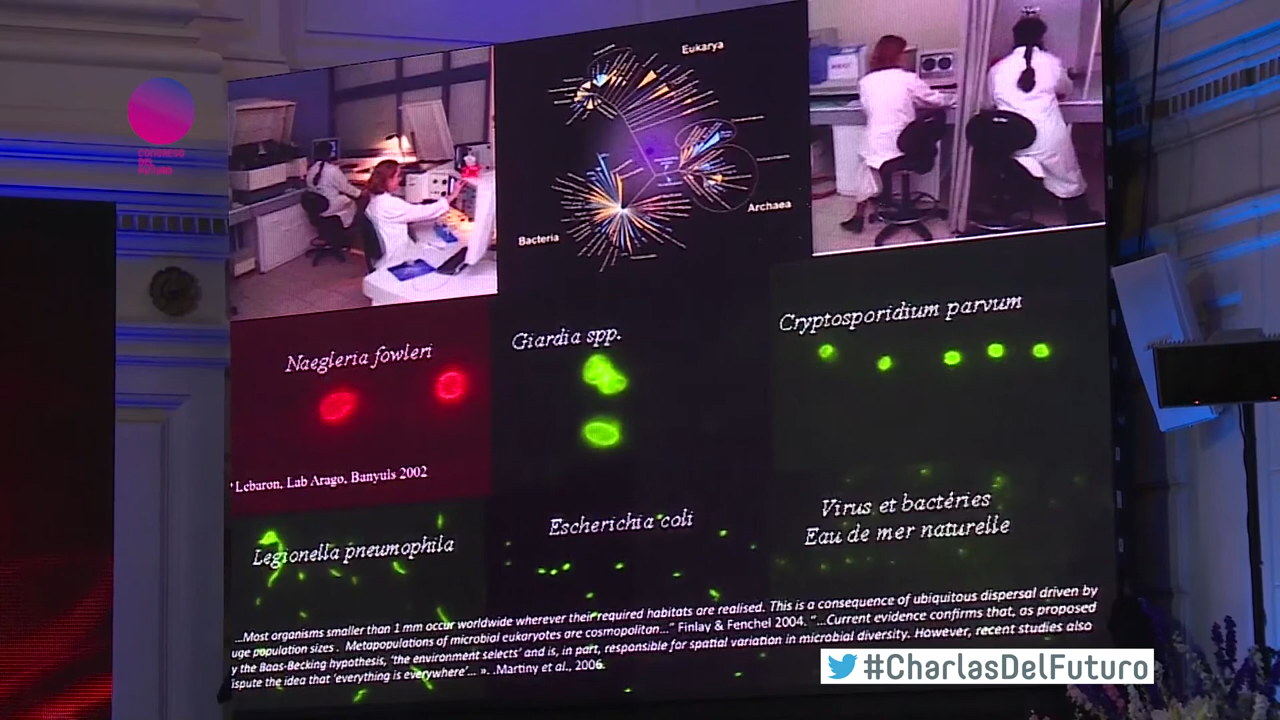 CONGRESO
DEL
FUTURO
Eukarya
Archaea
Bacteria
Naegleria fowleri
Giardia spp.
Cryptosporidium parvum
Lebaron, Lab Arago, Banyuls 2002
Legionella pneumophila
Escherichia coli
Virus et bactéries
Eau de mer naturelle
...Most organisms smaller than 1 mm occur worldwide wherever their required habitats are realised. This is a consequence of ubiquitous dispersal driven by
uge population sizes . Metapopulations of microbial eukaryotes are cosmopolitan..." Finlay & Fenchel 2004. "...Current evidence confirms that, as proposed
y the Baas-Becking hypothesis, 'the environment selects' and is, in part, responsible for spatial variation in microbial diversity. However, recent studies also
ispute the idea that 'everything is everywhere'... ». .Martiny et al., 2006.
#CharlasDelFuturo